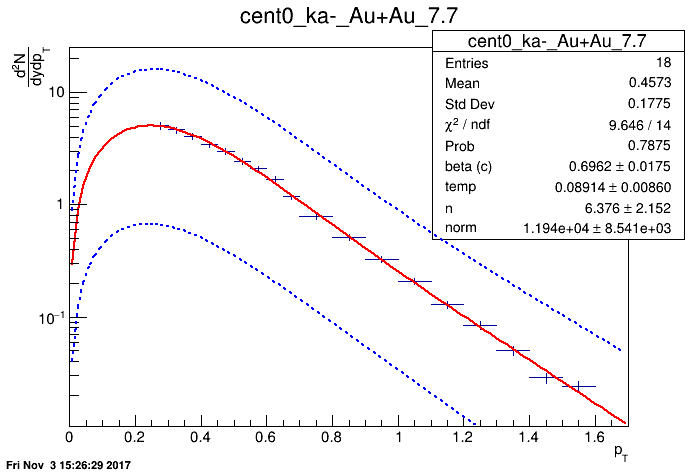 cent0_ka-_Au+Au_7.7
cent0_ka-_Au+Au_7.7
Entries 18
Mean 0.4573
Std Dev 0.1775
χ² / ndf 9.646 / 14
Prob 0.7875
beta (c) 0.6962 ± 0.0175
temp 0.08914 ± 0.00860
n 6.376 ± 2.152
norm 1.194e+04 ± 8.541e+03
d²N
dydp_T
10
1
10⁻¹
0 0.2 0.4 0.6 0.8 1 1.2 1.4 1.6
p_T
Fri Nov 3 15:26:29 2017